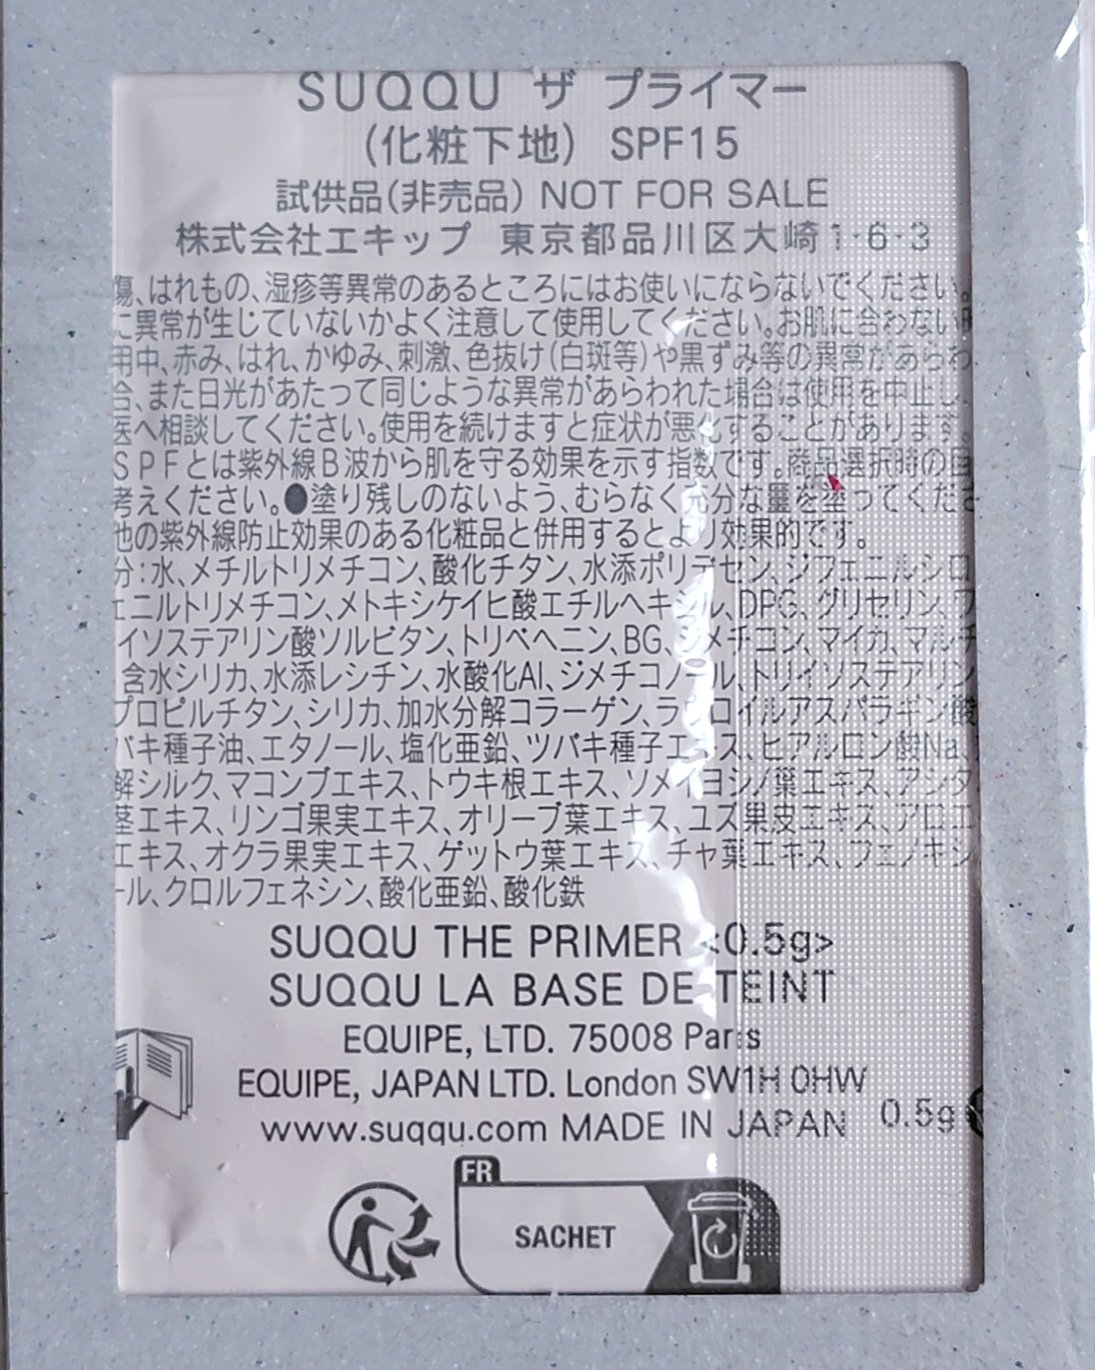 SUQQU ザ プライマー
(化粧下地) SPF15
試供品(非売品) NOT FOR SALE
株式会社エキップ 東京都品川区大崎1・6・3
傷、はれもの、湿疹等異常のあるところにはお使いにならないでください。
に異常が生じていないかよく注意して使用してください。お肌に合わない
用中、赤み、はれ、かゆみ、刺激、色抜け(白斑等)や黒ずみ等の異常があらわ
合、また日光があたって同じような異常があらわれた場合は使用を中止し、
医へ相談してください。使用を続けますと症状が悪化することがあります。
SPFとは紫外線B波から肌を守る効果を示す指数です。商品選択時の目
考えください。●塗り残しのないよう、むらなく充分な量を塗ってくださ
他の紫外線防止効果のある化粧品と併用するとより効果的です。
分:水、メチルトリメチコン、酸化チタン、水添ポリデセン、ジフェニルシロ
ェニルトリメチコン、メトキシケイヒ酸エチルヘキシル、DPG、グリセリン、フ
イソステアリン酸ソルビタン、トリベヘニン、BG、ジメチコン、マイカ、マルチ
含水シリカ、水添レシチン、水酸化Al、ジメチコノール、トリイソステアリン
プロピルチタン、シリカ、加水分解コラーゲン、ラウロイルアスパラギン酸
バキ種子油、エタノール、塩化亜鉛、ツバキ種子エキス、ヒアルロン酸Na、
解シルク、マコンブエキス、トウキ根エキス、ソメイヨシノ葉エキス、アシタ
茎エキス、リンゴ果実エキス、オリーブ葉エキス、ユズ果皮エキス、アロエ
エキス、オクラ果実エキス、ゲットウ葉エキス、チャ葉エキス、フェノキシ
ール、クロルフェネシン、酸化亜鉛、酸化鉄
SUQQU THE PRIMER <0.5g>
SUQQU LA BASE DE TEINT
EQUIPE, LTD. 75008 Paris
EQUIPE, JAPAN LTD. London SW1H 0HW
www.suqqu.com MADE IN JAPAN 0.5g
FR
SACHET